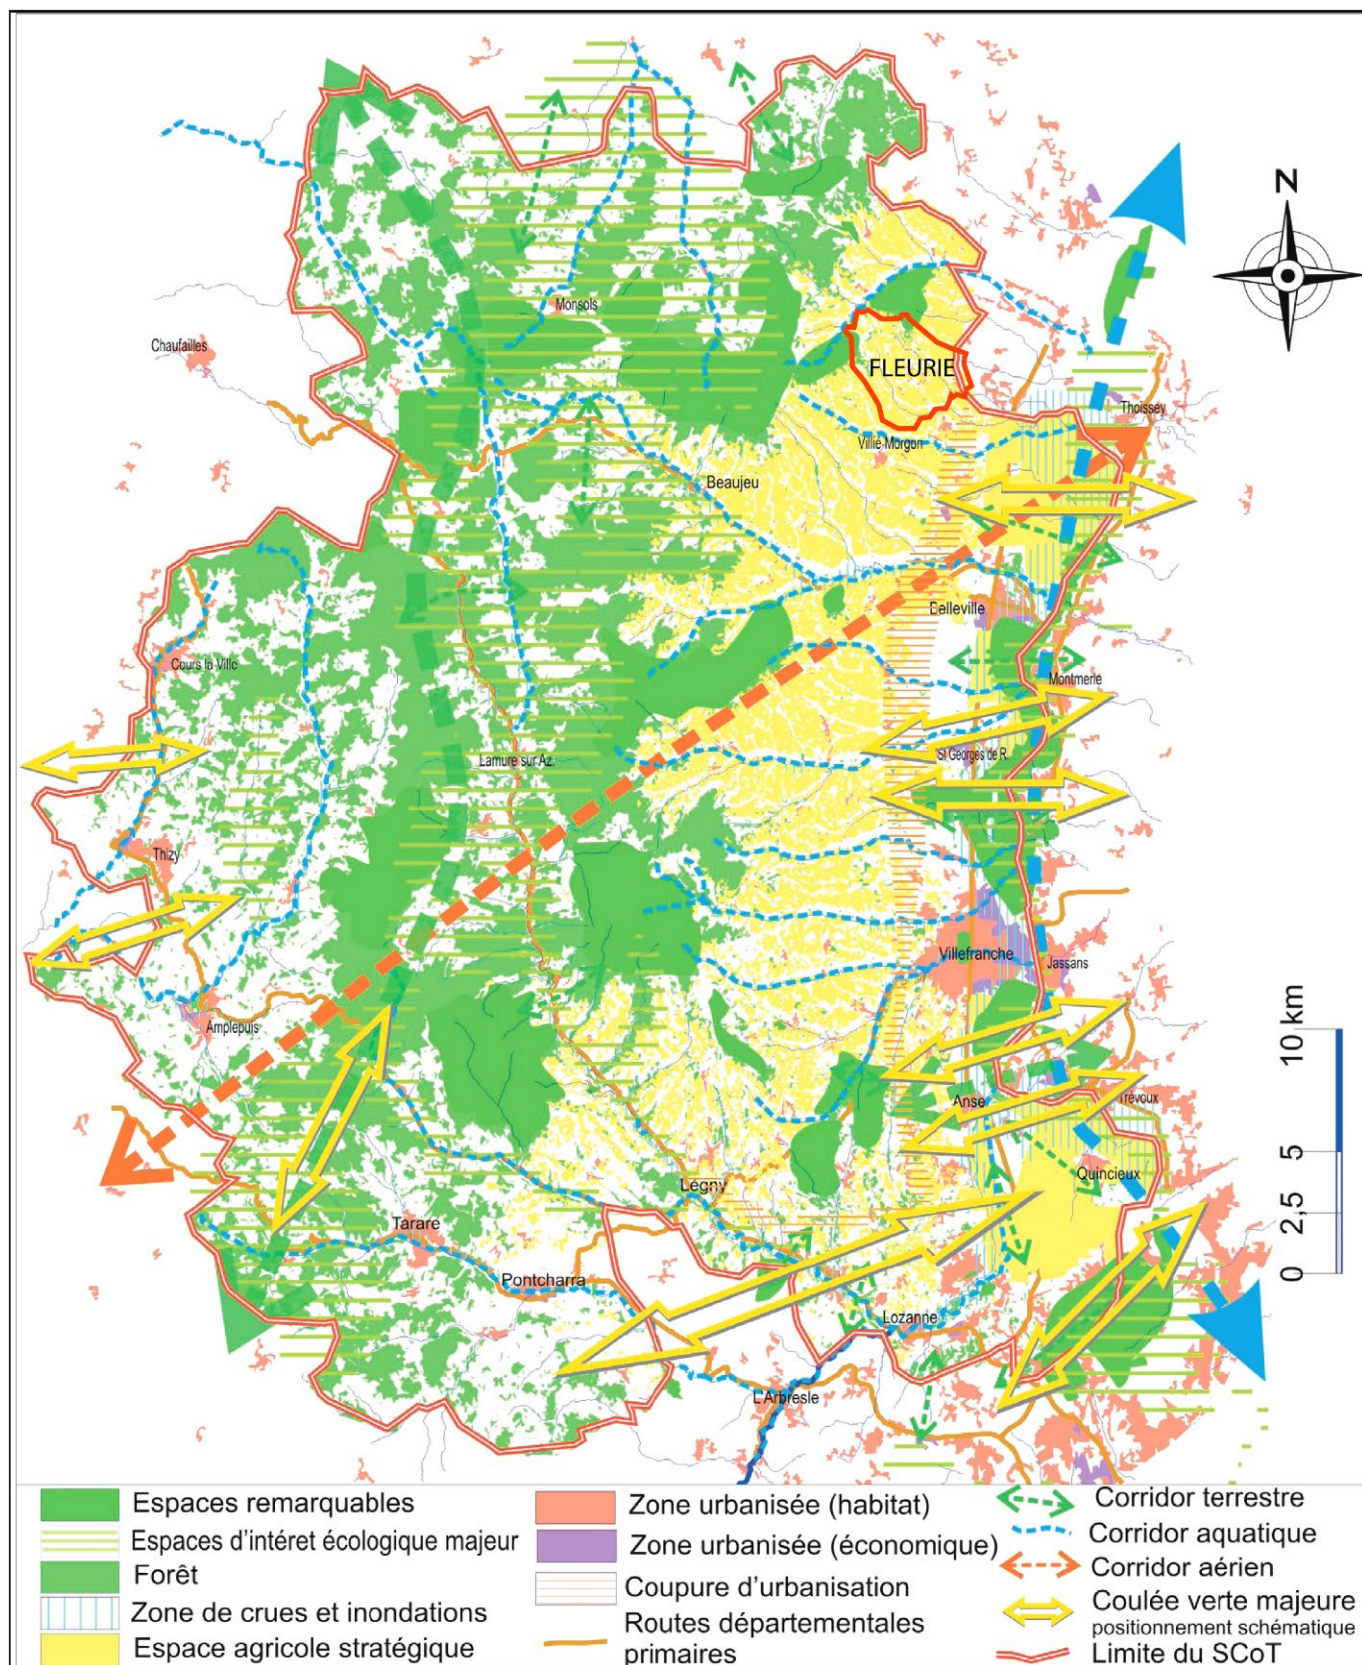 N
Monsols
Chaufailles
FLEURIE
Thoissey
Villié Morgon
Beaujeu
Belleville
Cours la Ville
Montmerle
St Georges de R.
Lamure sur Az.
Thizy
Villefranche
Jassans
Amplepuis
10 km
5
2,5
0
Anse
Trévoux
Quincieux
Légny
Tarare
Pontcharra
Lozanne
L'Arbresle
Espaces remarquables
Espaces d'intéret écologique majeur
Forêt
Zone de crues et inondations
Espace agricole stratégique
Zone urbanisée (habitat)
Zone urbanisée (économique)
Coupure d'urbanisation
Routes départementales
primaires
Corridor terrestre
Corridor aquatique
Corridor aérien
Coulée verte majeure
positionnement schématique
Limite du SCoT